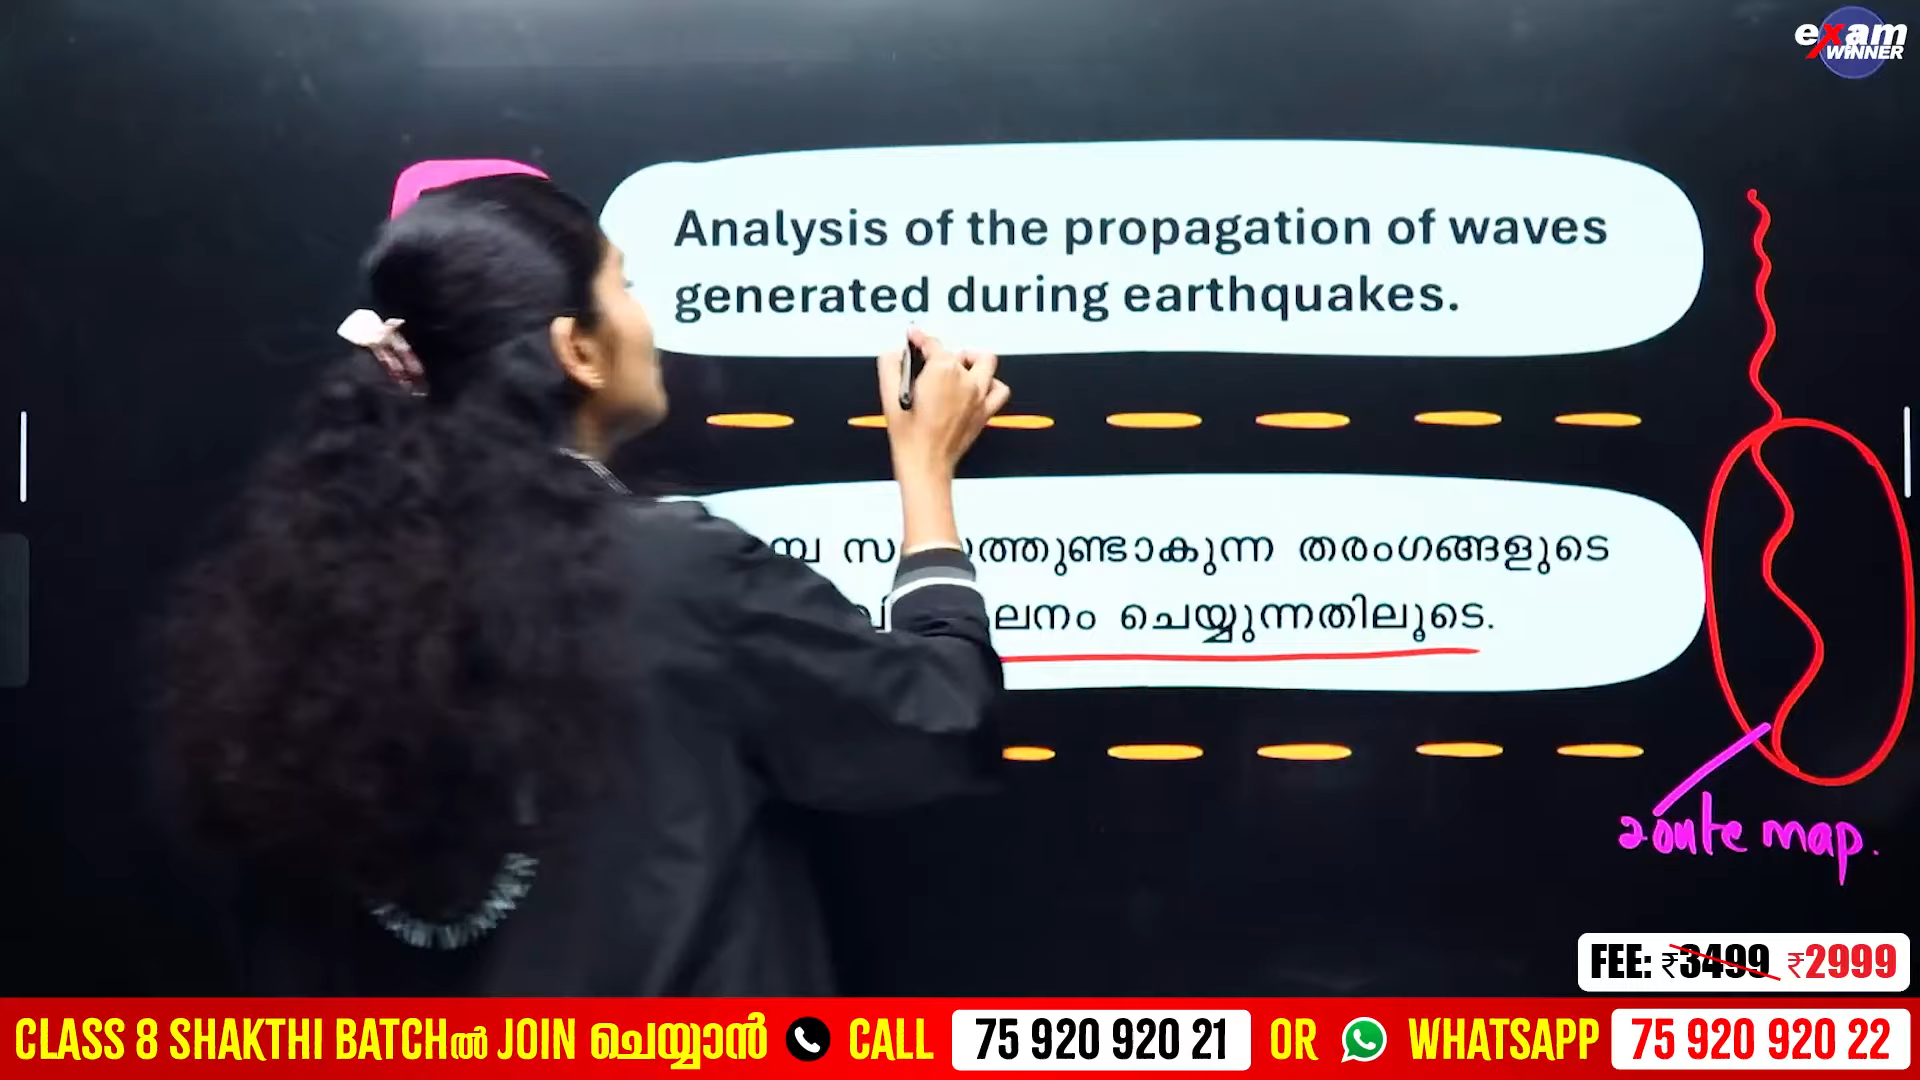 exam
WINNER
Analysis of the propagation of waves
generated during earthquakes.
തരംഗങ്ങളുടെ
ചെയ്യുന്നതിലൂടെ.
route map.
FEE: ₹3499 ₹2999
CLASS 8 SHAKTHI BATCHൽ JOIN ചെയ്യാൻ CALL 75 920 920 21 OR WHATSAPP 75 920 920 22